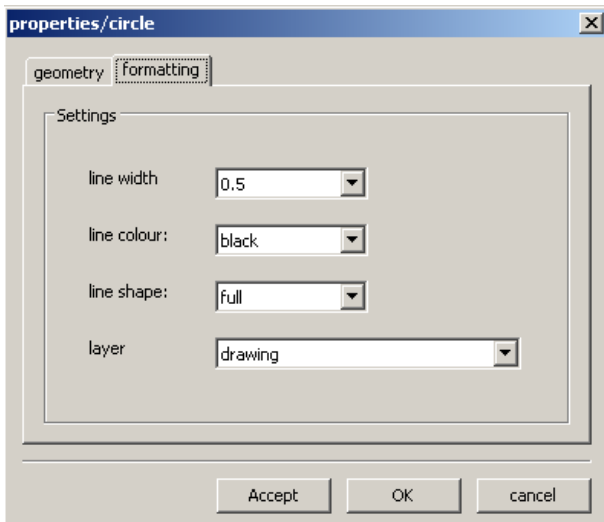 properties/circle
geometry formatting
Settings
line width 0.5
line colour: black
line shape: full
layer drawing
Accept OK cancel